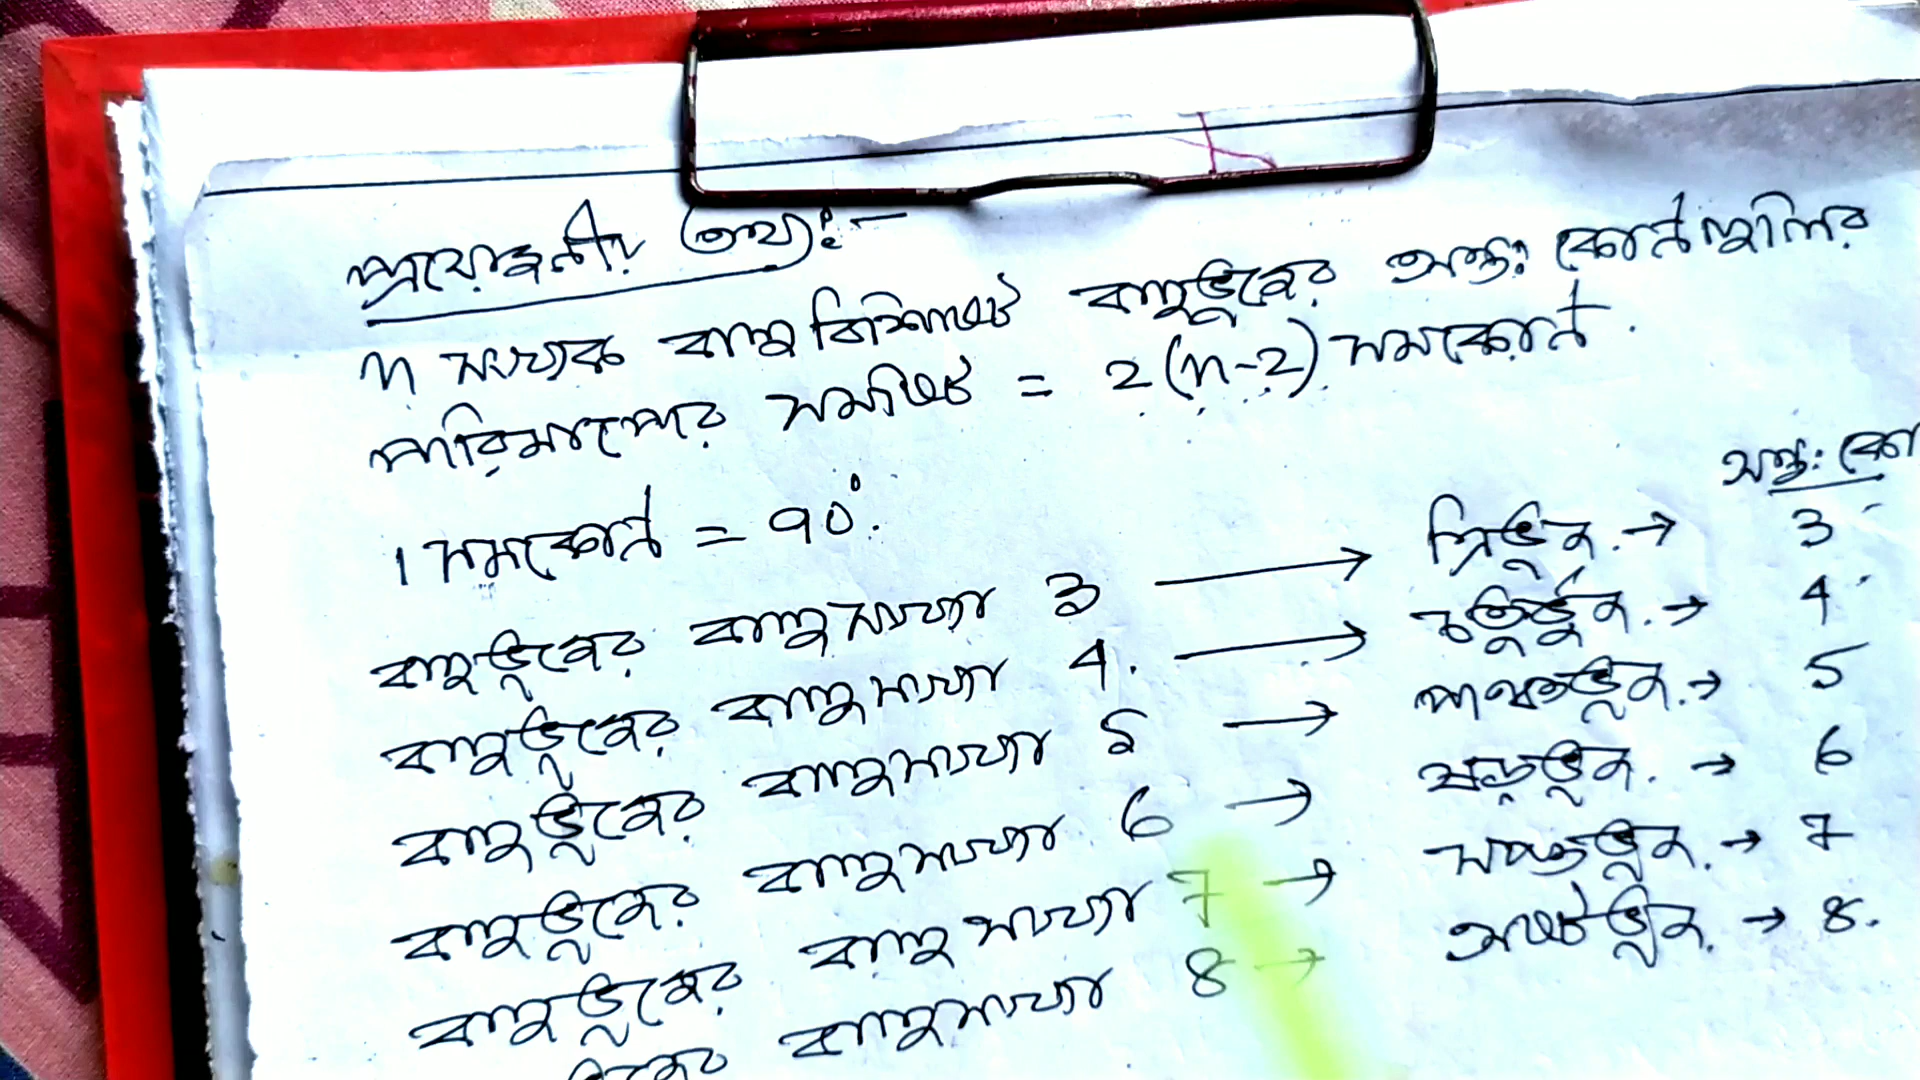 প্রয়োজনীয় তথ্য:-
n সংখ্যক বাহু বিশিষ্ট বহুভুজের অন্তঃ কোণগুলির
পরিমাপের সমষ্টি = 2(n-2) সমকোণ.
অন্তঃ কো
1 সমকোণ = 90°.
বহুভুজের বাহুসংখ্যা 3 → ত্রিভুজ. → 3
বহুভুজের বাহুসংখ্যা 4. → চতুর্ভুজ. → 4
বহুভুজের বাহুসংখ্যা 5 → পঞ্চভুজ. → 5
বহুভুজের বাহুসংখ্যা 6 → ষড়ভুজ. → 6
বহুভুজের বাহু সংখ্যা 7 → সপ্তভুজ. → 7
বাহুসংখ্যা 8 → অষ্টভুজ. → 8.